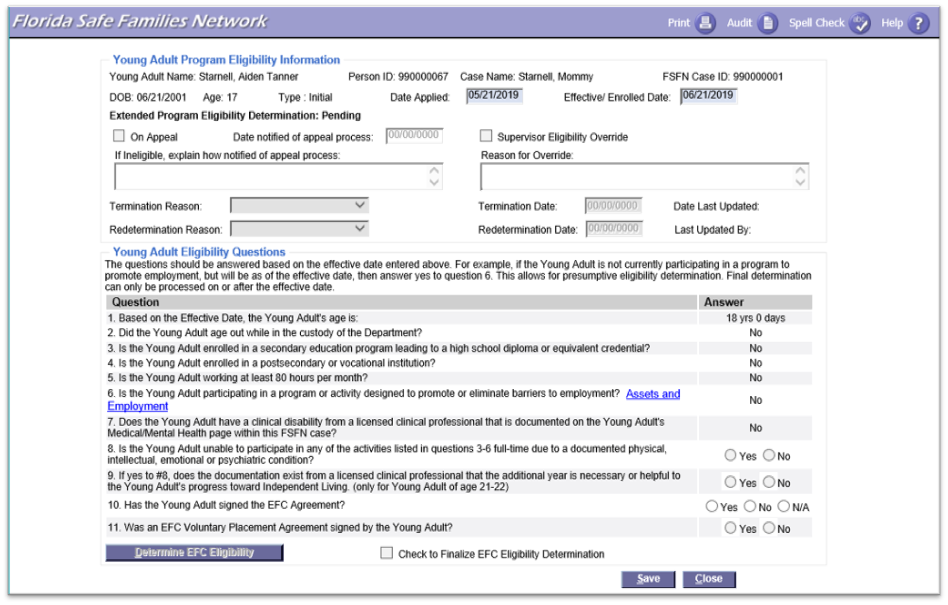 Florida Safe Families Network
Print Audit Spell Check Help ?
Young Adult Program Eligibility Information
Young Adult Name: Starnell, Aiden Tanner Person ID: 990000067 Case Name: Starnell, Mommy FSFN Case ID: 990000001
DOB: 06/21/2001 Age: 17 Type : Initial Date Applied: 05/21/2019 Effective/ Enrolled Date: 06/21/2019
Extended Program Eligibility Determination: Pending
On Appeal Date notified of appeal process: 00/00/0000 Supervisor Eligibility Override
If Ineligible, explain how notified of appeal process: Reason for Override:
Termination Reason: Termination Date: 00/00/0000 Date Last Updated:
Redetermination Reason: Redetermination Date: 00/00/0000 Last Updated By:
Young Adult Eligibility Questions
The questions should be answered based on the effective date entered above. For example, if the Young Adult is not currently participating in a program to
promote employment, but will be as of the effective date, then answer yes to question 6. This allows for presumptive eligibility determination. Final determination
can only be processed on or after the effective date.
Question Answer
1. Based on the Effective Date, the Young Adult's age is: 18 yrs 0 days
2. Did the Young Adult age out while in the custody of the Department? No
3. Is the Young Adult enrolled in a secondary education program leading to a high school diploma or equivalent credential? No
4. Is the Young Adult enrolled in a postsecondary or vocational institution? No
5. Is the Young Adult working at least 80 hours per month? No
6. Is the Young Adult participating in a program or activity designed to promote or eliminate barriers to employment? Assets and
Employment No
7. Does the Young Adult have a clinical disability from a licensed clinical professional that is documented on the Young Adult's
Medical/Mental Health page within this FSFN case? No
8. Is the Young Adult unable to participate in any of the activities listed in questions 3-6 full-time due to a documented physical,
intellectual, emotional or psychiatric condition? Yes No
9. If yes to #8, does the documentation exist from a licensed clinical professional that the additional year is necessary or helpful to
the Young Adult's progress toward Independent Living. (only for Young Adult of age 21-22) Yes No
10. Has the Young Adult signed the EFC Agreement? Yes No N/A
11. Was an EFC Voluntary Placement Agreement signed by the Young Adult? Yes No
Determine EFC Eligibility Check to Finalize EFC Eligibility Determination
Save Close